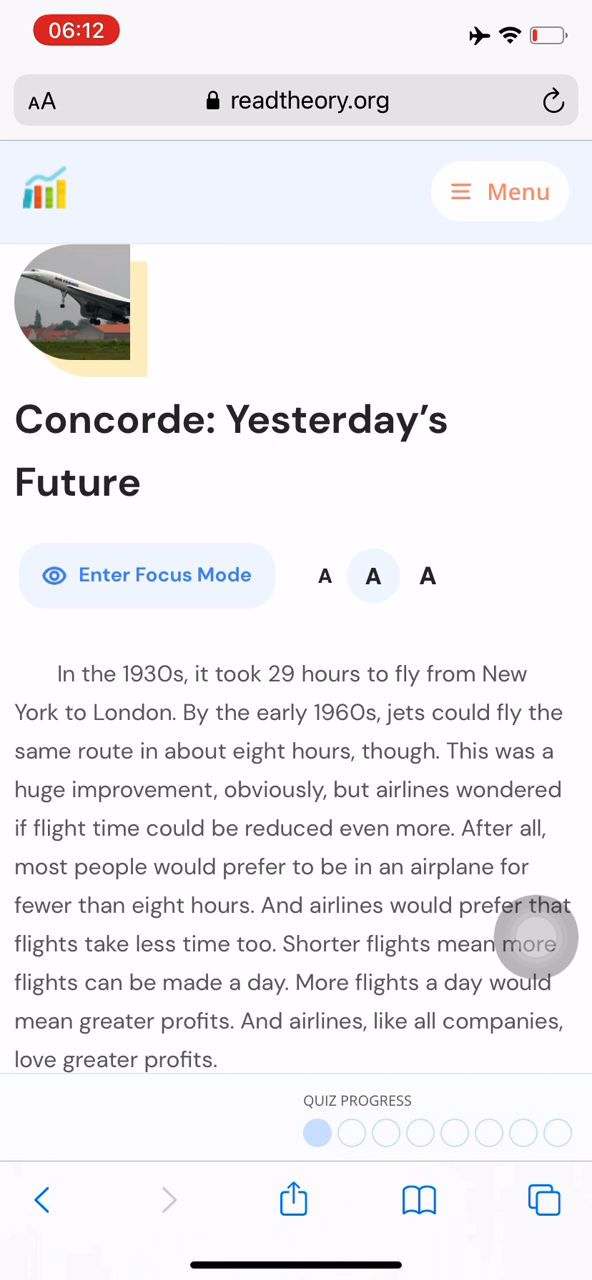 06:12
AA readtheory.org
Menu
Concorde: Yesterday’s
Future
Enter Focus Mode A A A
In the 1930s, it took 29 hours to fly from New
York to London. By the early 1960s, jets could fly the
same route in about eight hours, though. This was a
huge improvement, obviously, but airlines wondered
if flight time could be reduced even more. After all,
most people would prefer to be in an airplane for
fewer than eight hours. And airlines would prefer that
flights take less time too. Shorter flights mean more
flights can be made a day. More flights a day would
mean greater profits. And airlines, like all companies,
love greater profits.
QUIZ PROGRESS